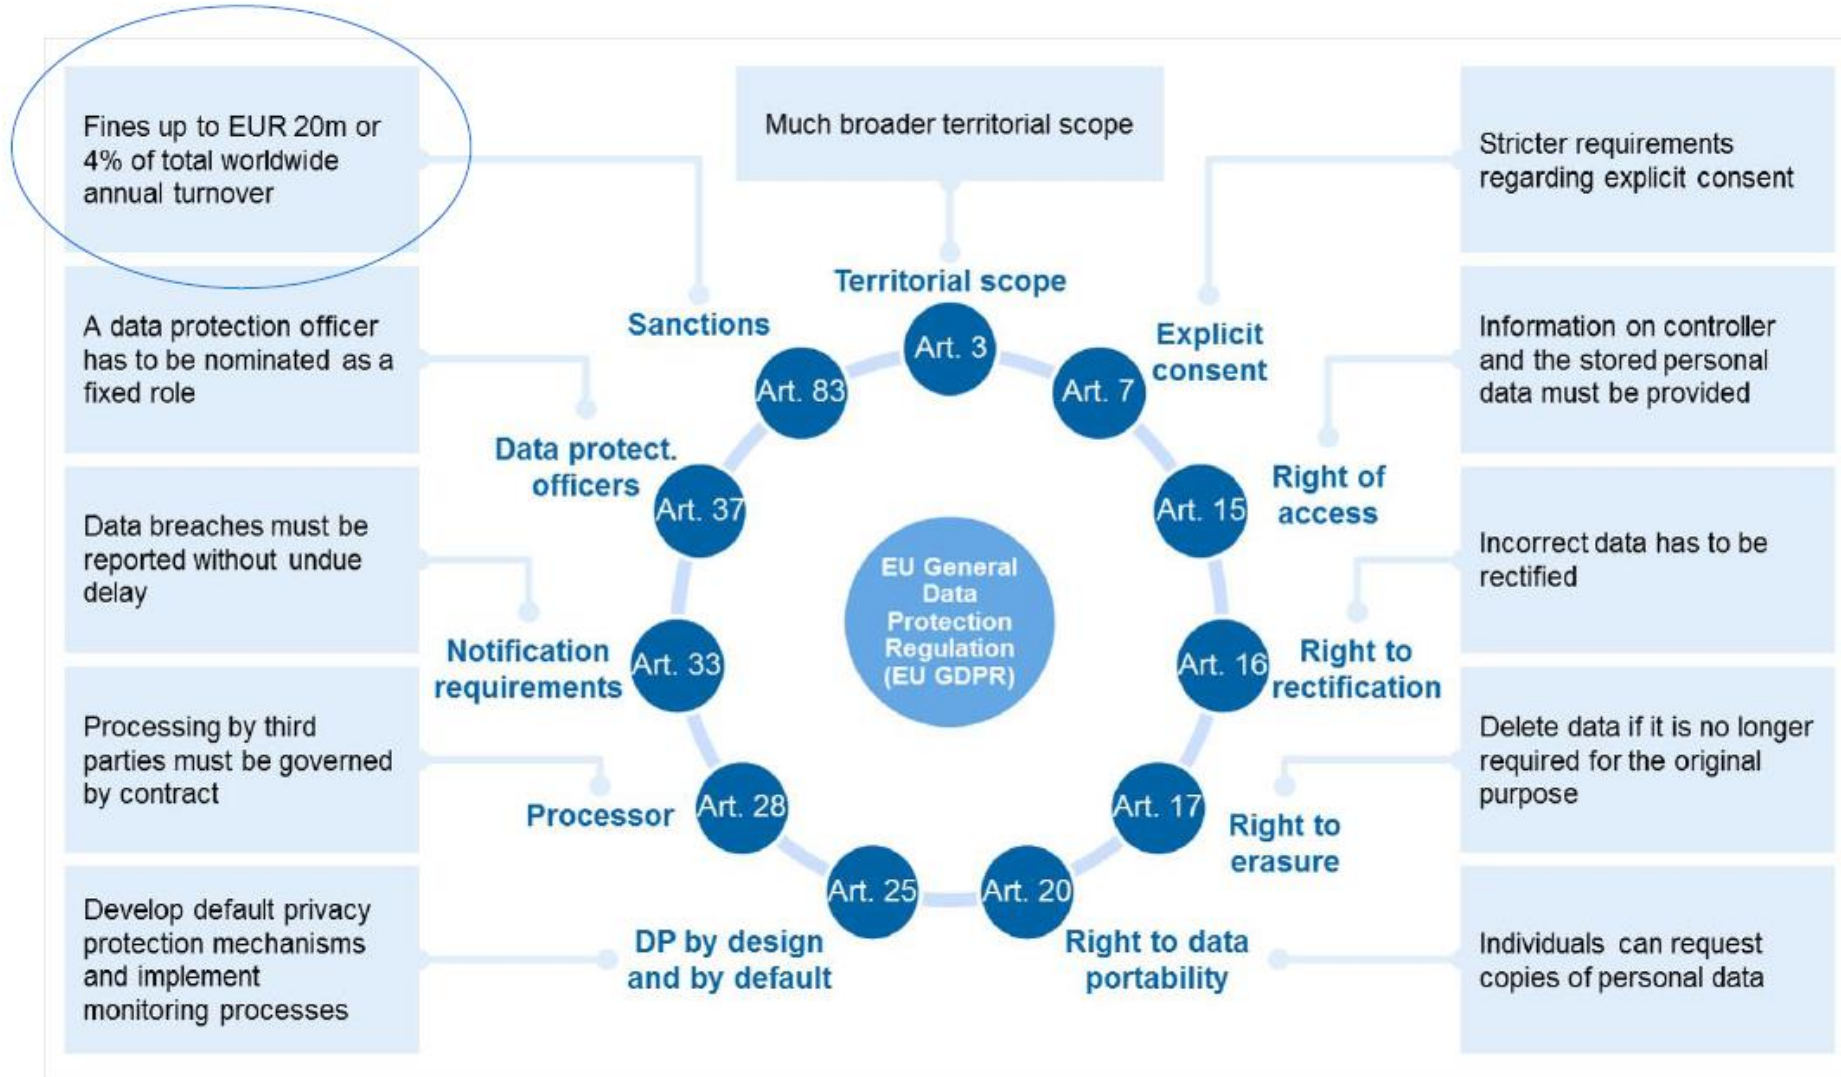 Fines up to EUR 20m or
4% of total worldwide
annual turnover
A data protection officer
has to be nominated as a
fixed role
Data breaches must be
reported without undue
delay
Processing by third
parties must be governed
by contract
Develop default privacy
protection mechanisms
and implement
monitoring processes
Much broader territorial scope
Territorial scope
Art. 3
Sanctions
Art. 83
Data protect.
officers
Art. 37
Notification
requirements
Art. 33
Processor
Art. 28
DP by design
and by default
Art. 25
EU General
Data
Protection
Regulation
(EU GDPR)
Explicit
consent
Art. 7
Right of
access
Art. 15
Right to
rectification
Art. 16
Right to
erasure
Art. 17
Right to data
portability
Art. 20
Stricter requirements
regarding explicit consent
Information on controller
and the stored personal
data must be provided
Incorrect data has to be
rectified
Delete data if it is no longer
required for the original
purpose
Individuals can request
copies of personal data